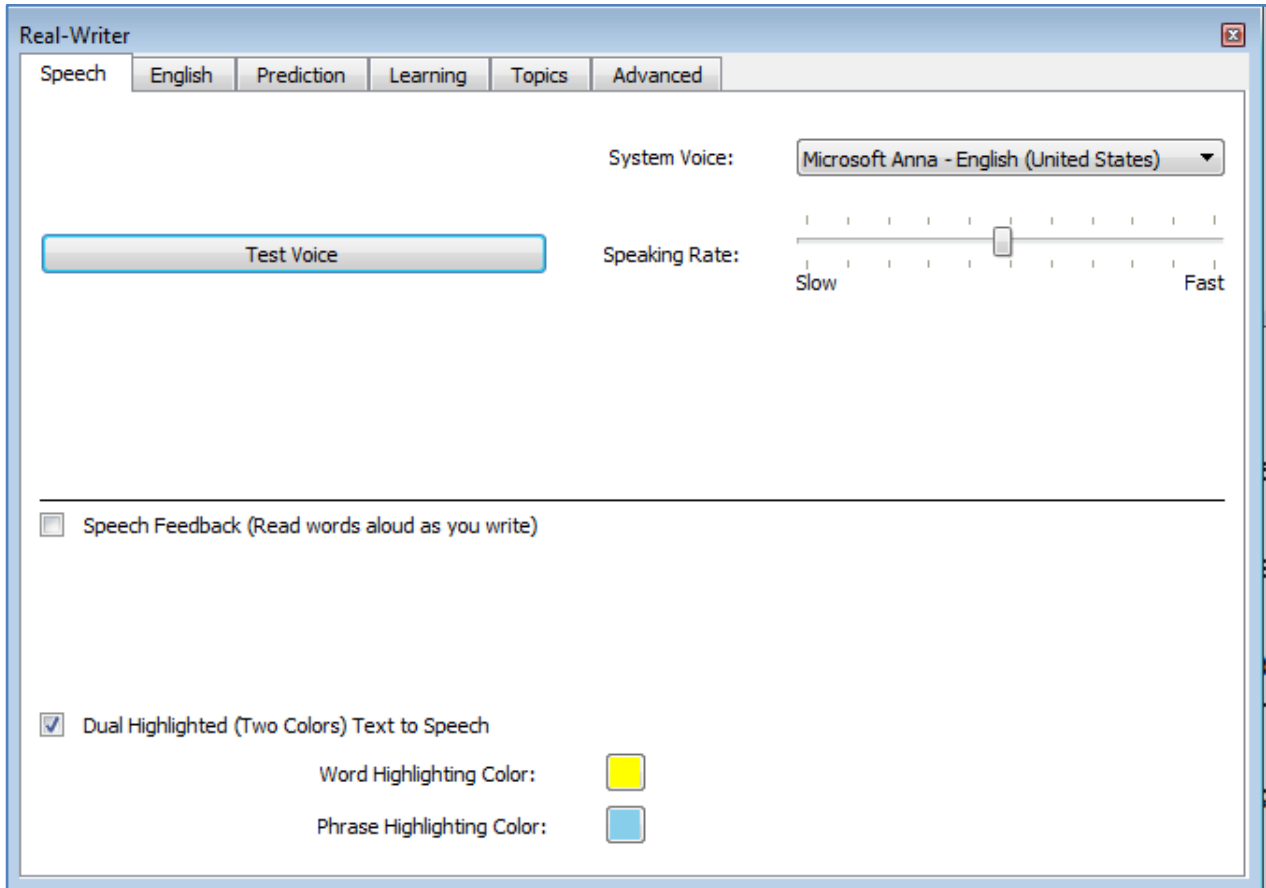 Real-Writer
Speech English Prediction Learning Topics Advanced
System Voice: Microsoft Anna - English (United States)
Test Voice Speaking Rate:
Slow Fast
Speech Feedback (Read words aloud as you write)
Dual Highlighted (Two Colors) Text to Speech
Word Highlighting Color:
Phrase Highlighting Color: